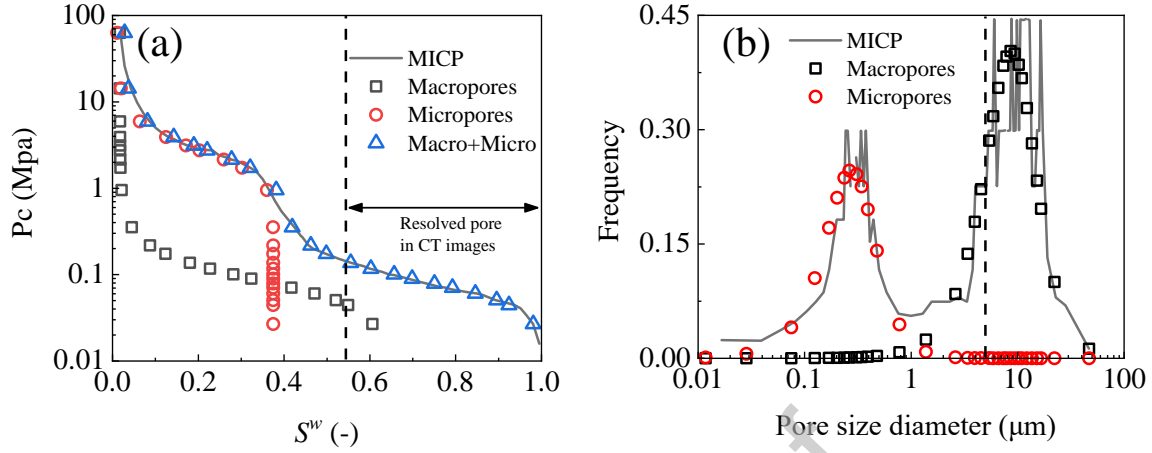 (a)
MICP
Macropores
Micropores
Macro+Micro
Resolved pore
in CT images
Pc (Mpa)
100
10
1
0.1
0.01
0.0
0.2
0.4
0.6
0.8
1.0
S^w (-)
(b)
MICP
Macropores
Micropores
Frequency
0.45
0.30
0.15
0.00
0.01
0.1
1
10
100
Pore size diameter (μm)
f